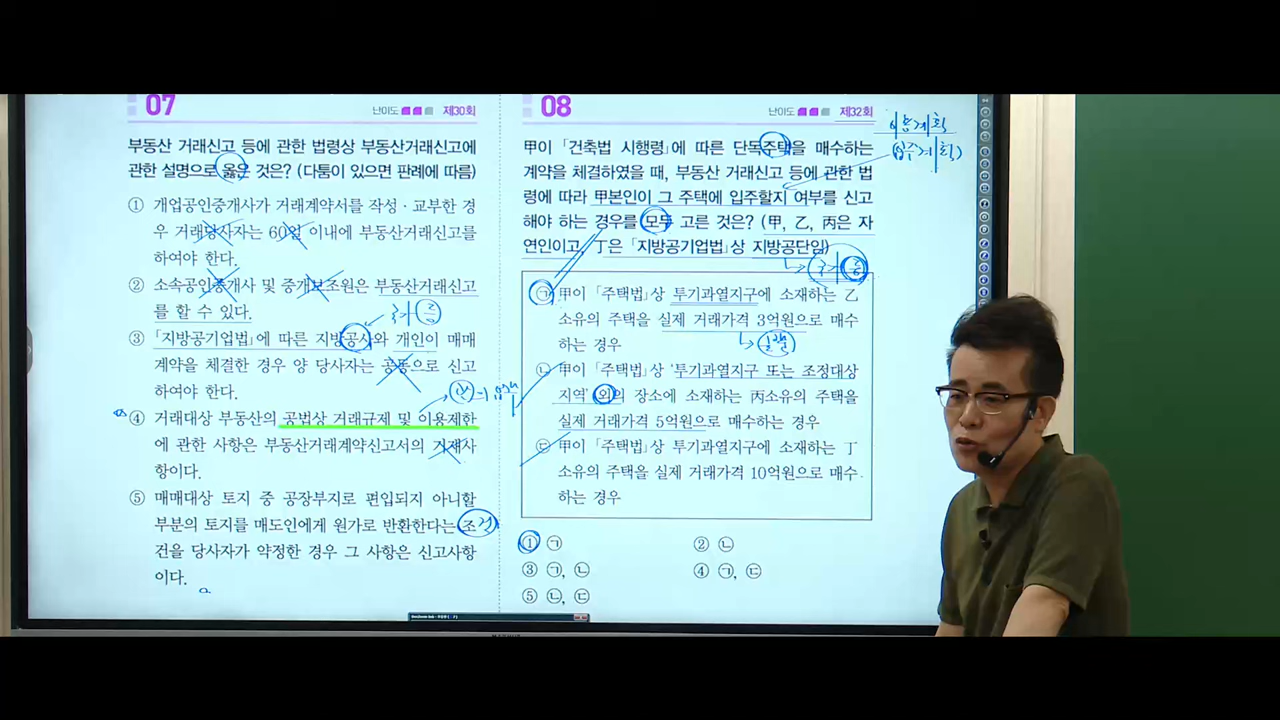 07
난이도 제30회
부동산 거래신고 등에 관한 법령상 부동산거래신고에
관한 설명으로 옳은 것은? (다툼이 있으면 판례에 따름)
① 개업공인중개사가 거래계약서를 작성·교부한 경
우 거래당사자는 60일 이내에 부동산거래신고를
하여야 한다.
② 소속공인중개사 및 중개보조원은 부동산거래신고
를 할 수 있다.
③ 「지방공기업법」에 따른 지방공사와 개인이 매매
계약을 체결한 경우 양 당사자는 공동으로 신고
하여야 한다.
④ 거래대상 부동산의 공법상 거래규제 및 이용제한
에 관한 사항은 부동산거래계약신고서의 기재사
항이다.
⑤ 매매대상 토지 중 공장부지로 편입되지 아니할
부분의 토지를 매도인에게 원가로 반환한다는 조
건을 당사자가 약정한 경우 그 사항은 신고사항
이다.
08
난이도 제32회
이용계획
(입주계획)
甲이 「건축법 시행령」에 따른 단독주택을 매수하는
계약을 체결하였을 때, 부동산 거래신고 등에 관한 법
령에 따라 甲본인이 그 주택에 입주할지 여부를 신고
해야 하는 경우를 모두 고른 것은? (甲, 乙, 丙은 자
연인이고, 丁은 「지방공기업법」상 지방공단임)
㉠ 甲이 「주택법」상 투기과열지구에 소재하는 乙
소유의 주택을 실제 거래가격 3억원으로 매수
하는 경우
㉡ 甲이 「주택법」상 '투기과열지구 또는 조정대상
지역' 외의 장소에 소재하는 丙소유의 주택을
실제 거래가격 5억원으로 매수하는 경우
㉢ 甲이 「주택법」상 투기과열지구에 소재하는 丁
소유의 주택을 실제 거래가격 10억원으로 매수
하는 경우
① ㉠ ② ㉡
③ ㉠, ㉡ ④ ㉠, ㉢
⑤ ㉡, ㉢